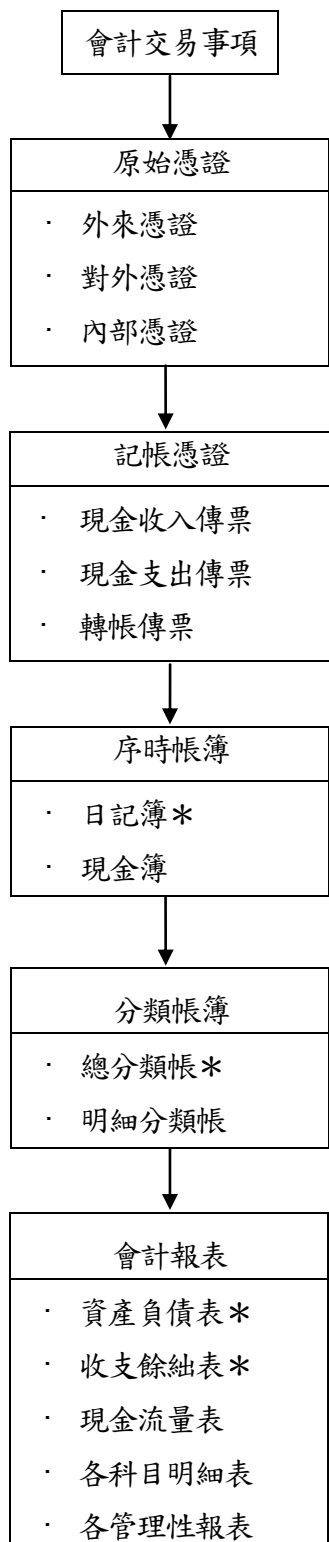 會計交易事項
原始憑證
· 外來憑證
· 對外憑證
· 內部憑證
記帳憑證
· 現金收入傳票
· 現金支出傳票
· 轉帳傳票
序時帳簿
· 日記簿＊
· 現金簿
分類帳簿
· 總分類帳＊
· 明細分類帳
會計報表
· 資產負債表＊
· 收支餘絀表＊
· 現金流量表
· 各科目明細表
· 各管理性報表